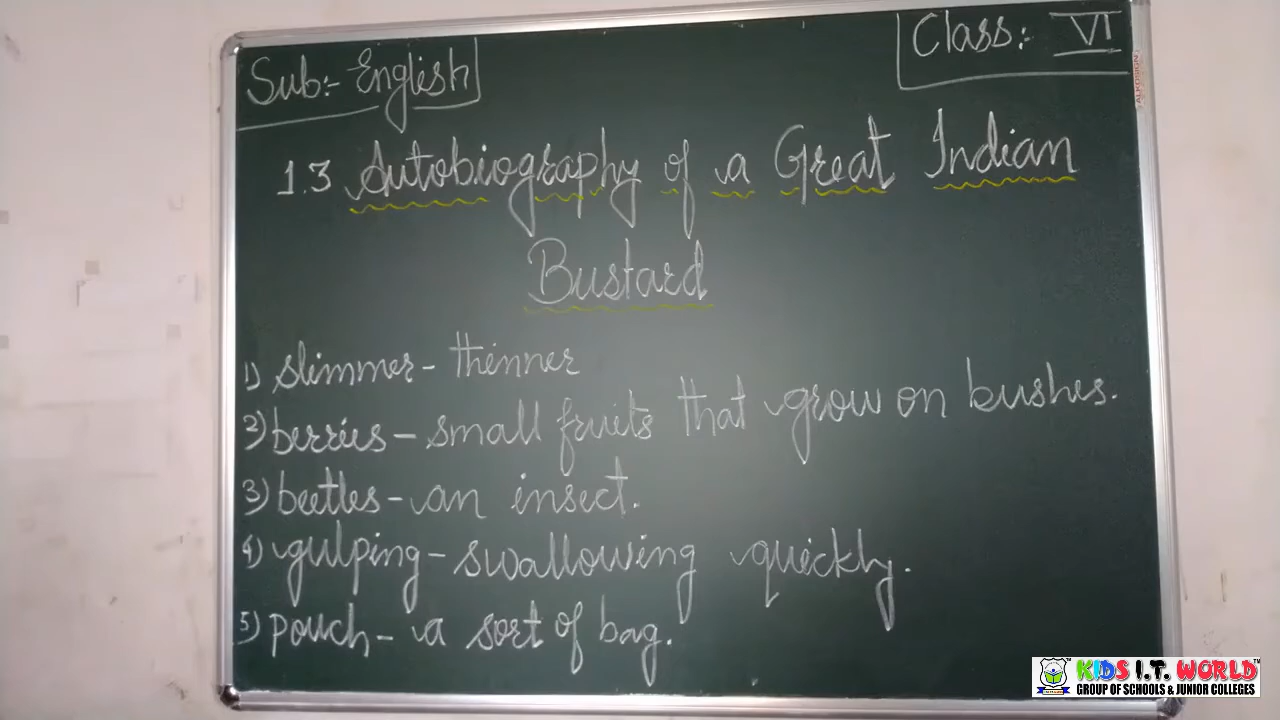 Sub:- English
Class:- VI
1.3 Autobiography of a Great Indian
Bustard
1) slimmer - thinner
2) berries - small fruits that grow on bushes.
3) beetles - an insect.
4) gulping - swallowing quickly.
5) pouch - a sort of bag.
ALKOSIGN
KIDS I.T. WORLD™
GROUP OF SCHOOLS & JUNIOR COLLEGES